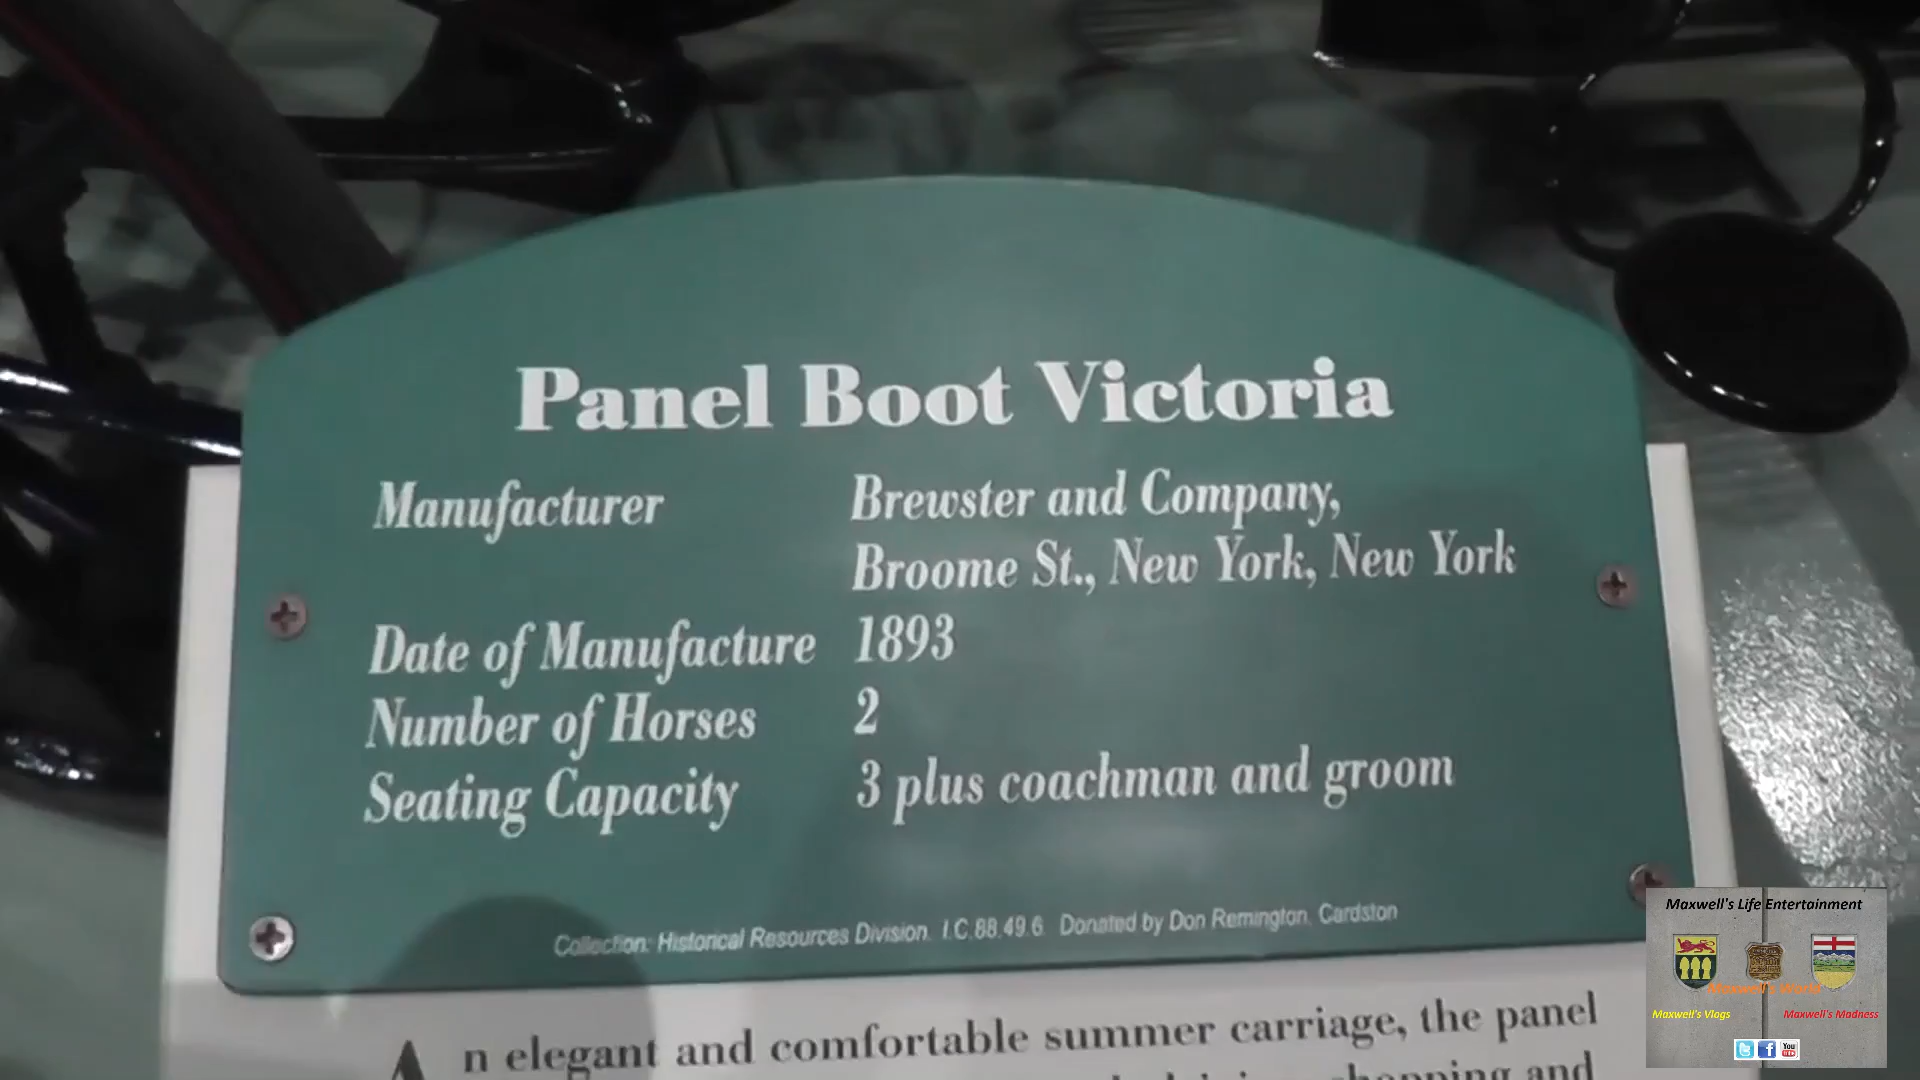 Panel Boot Victoria
Manufacturer Brewster and Company,
Broome St., New York, New York
Date of Manufacture 1893
Number of Horses 2
Seating Capacity 3 plus coachman and groom
Collection: Historical Resources Division. I.C.88.49.6. Donated by Don Remington, Cardston
An elegant and comfortable summer carriage, the panel
shopping and
Maxwell's Life Entertainment
Maxwell's World
Maxwell's Vlogs Maxwell's Madness